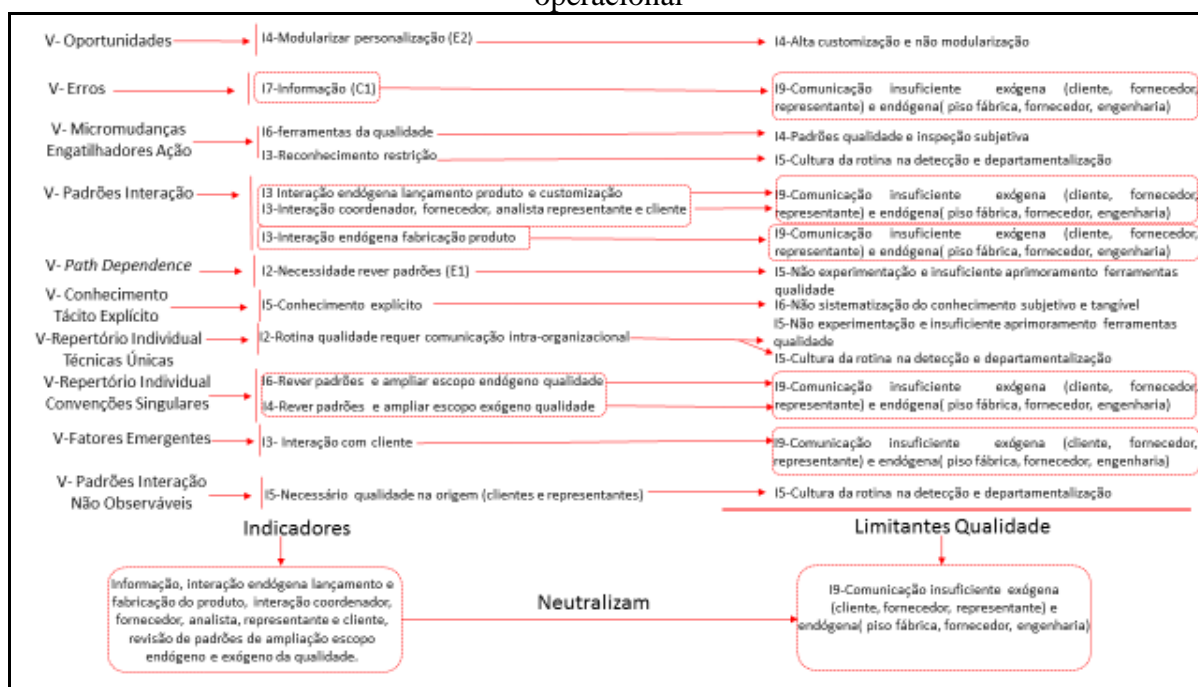 operacional
V- Oportunidades
I4-Modularizar personalização (E2)
I4-Alta customização e não modularização
V- Erros
I7-Informação (C1)
I9-Comunicação insuficiente exógena (cliente, fornecedor,
representante) e endógena( piso fábrica, fornecedor, engenharia)
V- Micromudanças
Engatilhadores Ação
I6-ferramentas da qualidade
I4-Padrões qualidade e inspeção subjetiva
I3-Reconhecimento restrição
I5-Cultura da rotina na detecção e departamentalização
V- Padrões Interação
I3 Interação endógena lançamento produto e customização
I3-Interação coordenador, fornecedor, analista representante e cliente
I9-Comunicação insuficiente exógena (cliente, fornecedor,
representante) e endógena( piso fábrica, fornecedor, engenharia)
I3-Interação endógena fabricação produto
I9-Comunicação insuficiente exógena (cliente, fornecedor,
representante) e endógena( piso fábrica, fornecedor, engenharia)
V- Path Dependence
I2-Necessidade rever padrões (E1)
I5-Não experimentação e insuficiente aprimoramento ferramentas
qualidade
V- Conhecimento
Tácito Explícito
I5-Conhecimento explícito
I6-Não sistematização do conhecimento subjetivo e tangível
V-Repertório Individual
Técnicas Únicas
I2-Rotina qualidade requer comunicação intra-organizacional
I5-Não experimentação e insuficiente aprimoramento ferramentas
qualidade
I5-Cultura da rotina na detecção e departamentalização
V-Repertório Individual
Convenções Singulares
I6-Rever padrões e ampliar escopo endógeno qualidade
I4-Rever padrões e ampliar escopo exógeno qualidade
I9-Comunicação insuficiente exógena (cliente, fornecedor,
representante) e endógena( piso fábrica, fornecedor, engenharia)
V-Fatores Emergentes
I3- Interação com cliente
I9-Comunicação insuficiente exógena (cliente, fornecedor,
representante) e endógena( piso fábrica, fornecedor, engenharia)
V- Padrões Interação
Não Observáveis
I5-Necessário qualidade na origem (clientes e representantes)
I5-Cultura da rotina na detecção e departamentalização
Indicadores
Limitantes Qualidade
Informação, interação endógena lançamento e
fabricação do produto, interação coordenador,
fornecedor, analista, representante e cliente,
revisão de padrões de ampliação escopo
endógeno e exógeno da qualidade.
Neutralizam
I9-Comunicação insuficiente exógena
(cliente, fornecedor, representante) e
endógena( piso fábrica, fornecedor, engenharia)